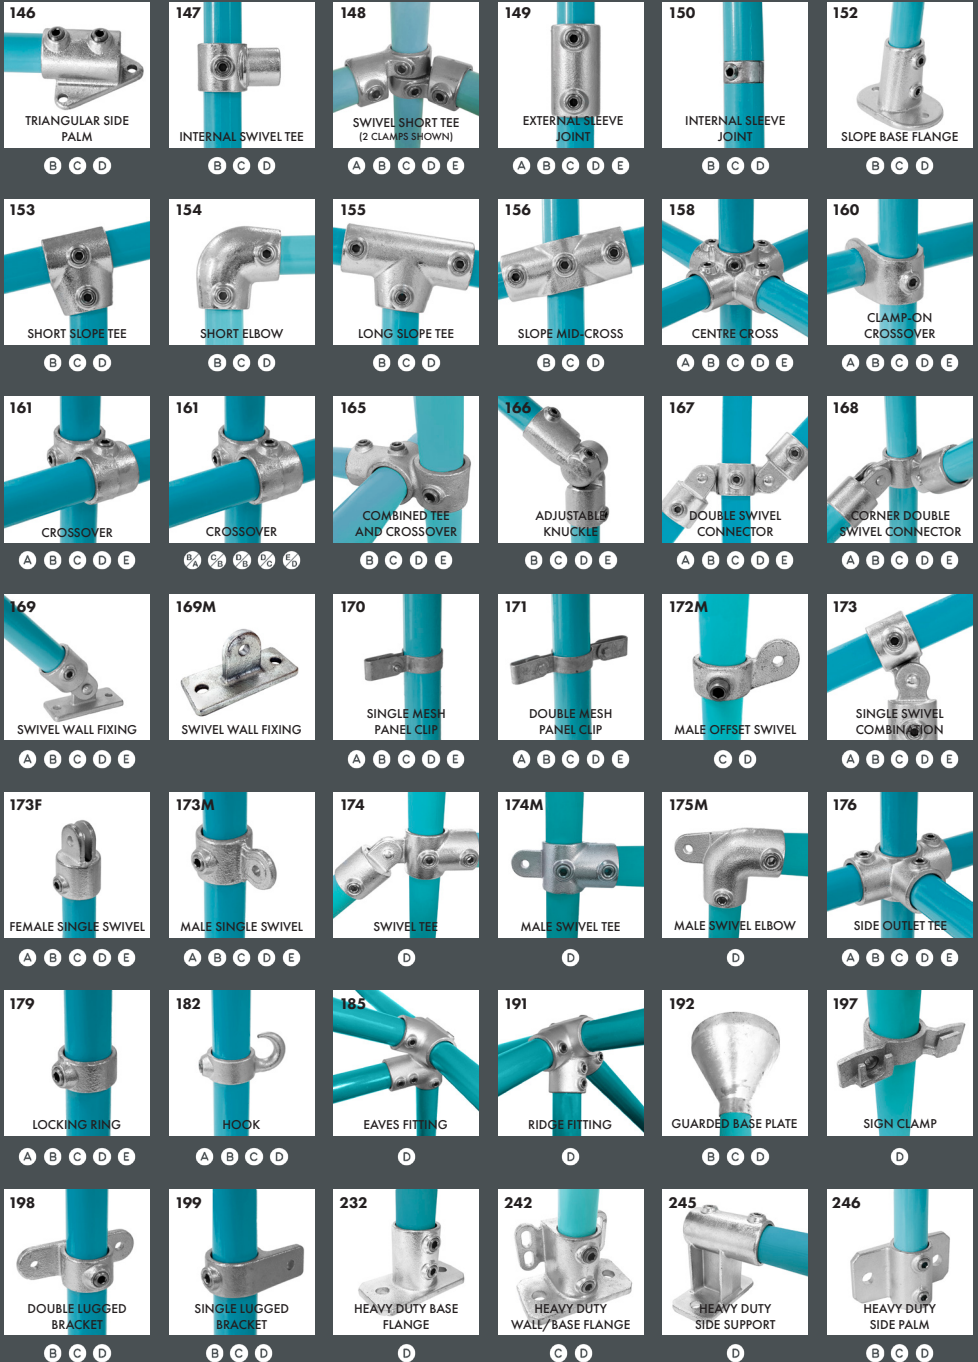 146
TRIANGULAR SIDE
PALM
B C D
147
INTERNAL SWIVEL TEE
B C D
148
SWIVEL SHORT TEE
(2 CLAMPS SHOWN)
A B C D E
149
EXTERNAL SLEEVE
JOINT
A B C D E
150
INTERNAL SLEEVE
JOINT
B C D
152
SLOPE BASE FLANGE
B C D
153
SHORT SLOPE TEE
B C D
154
SHORT ELBOW
B C D
155
LONG SLOPE TEE
B C D
156
SLOPE MID-CROSS
B C D
158
CENTRE CROSS
A B C D E
160
CLAMP-ON
CROSSOVER
A B C D E
161
CROSSOVER
A B C D E
161
CROSSOVER
B/A C/B D/B D/C E/D
165
COMBINED TEE
AND CROSSOVER
B C D E
166
ADJUSTABLE
KNUCKLE
B C D E
167
DOUBLE SWIVEL
CONNECTOR
A B C D E
168
CORNER DOUBLE
SWIVEL CONNECTOR
A B C D E
169
SWIVEL WALL FIXING
A B C D E
169M
SWIVEL WALL FIXING
170
SINGLE MESH
PANEL CLIP
A B C D E
171
DOUBLE MESH
PANEL CLIP
A B C D E
172M
MALE OFFSET SWIVEL
C D
173
SINGLE SWIVEL
COMBINATION
A B C D E
173F
FEMALE SINGLE SWIVEL
A B C D E
173M
MALE SINGLE SWIVEL
A B C D E
174
SWIVEL TEE
D
174M
MALE SWIVEL TEE
D
175M
MALE SWIVEL ELBOW
D
176
SIDE OUTLET TEE
A B C D E
179
LOCKING RING
A B C D E
182
HOOK
A B C D
185
EAVES FITTING
D
191
RIDGE FITTING
D
192
GUARDED BASE PLATE
B C D
197
SIGN CLAMP
D
198
DOUBLE LUGGED
BRACKET
B C D
199
SINGLE LUGGED
BRACKET
B C D
232
HEAVY DUTY BASE
FLANGE
D
242
HEAVY DUTY
WALE/BASE FLANGE
C D
245
HEAVY DUTY
SIDE SUPPORT
D
246
HEAVY DUTY
SIDE PALM
B C D